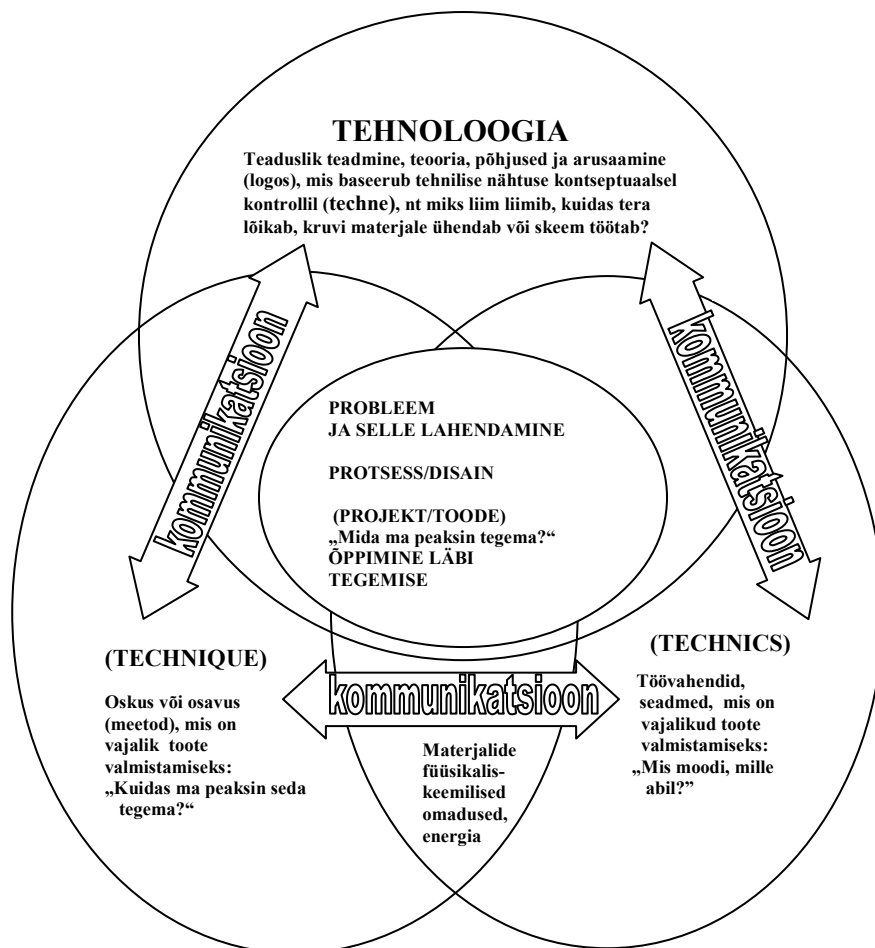 TEHNOLOOGIA
Teaduslik teadmine, teooria, põhjused ja arusaamine
(logos), mis baseerub tehnilise nähtuse kontseptuaalsel
kontrollil (techne), nt miks liim liimib, kuidas tera
lõikab, kruvi materjale ühendab või skeem töötab?
kommunikatsioon
kommunikatsioon
PROBLEEM
JA SELLE LAHENDAMINE
PROTSESS/DISAIN
(PROJEKT/TOODE)
„Mida ma peaksin tegema?“
ÕPPIMINE LÄBI
TEGEMISE
(TECHNIQUE)
Oskus või osavus
(meetod), mis on
vajalik toote
valmistamiseks:
„Kuidas ma peaksin seda
tegema?“
kommunikatsioon
Materjalide
füüsikalis-
keemilised
omadused,
energia
(TECHNICS)
Töövahendid,
seadmed, mis on
vajalikud toote
valmistamiseks:
„Mis moodi, mille
abil?”